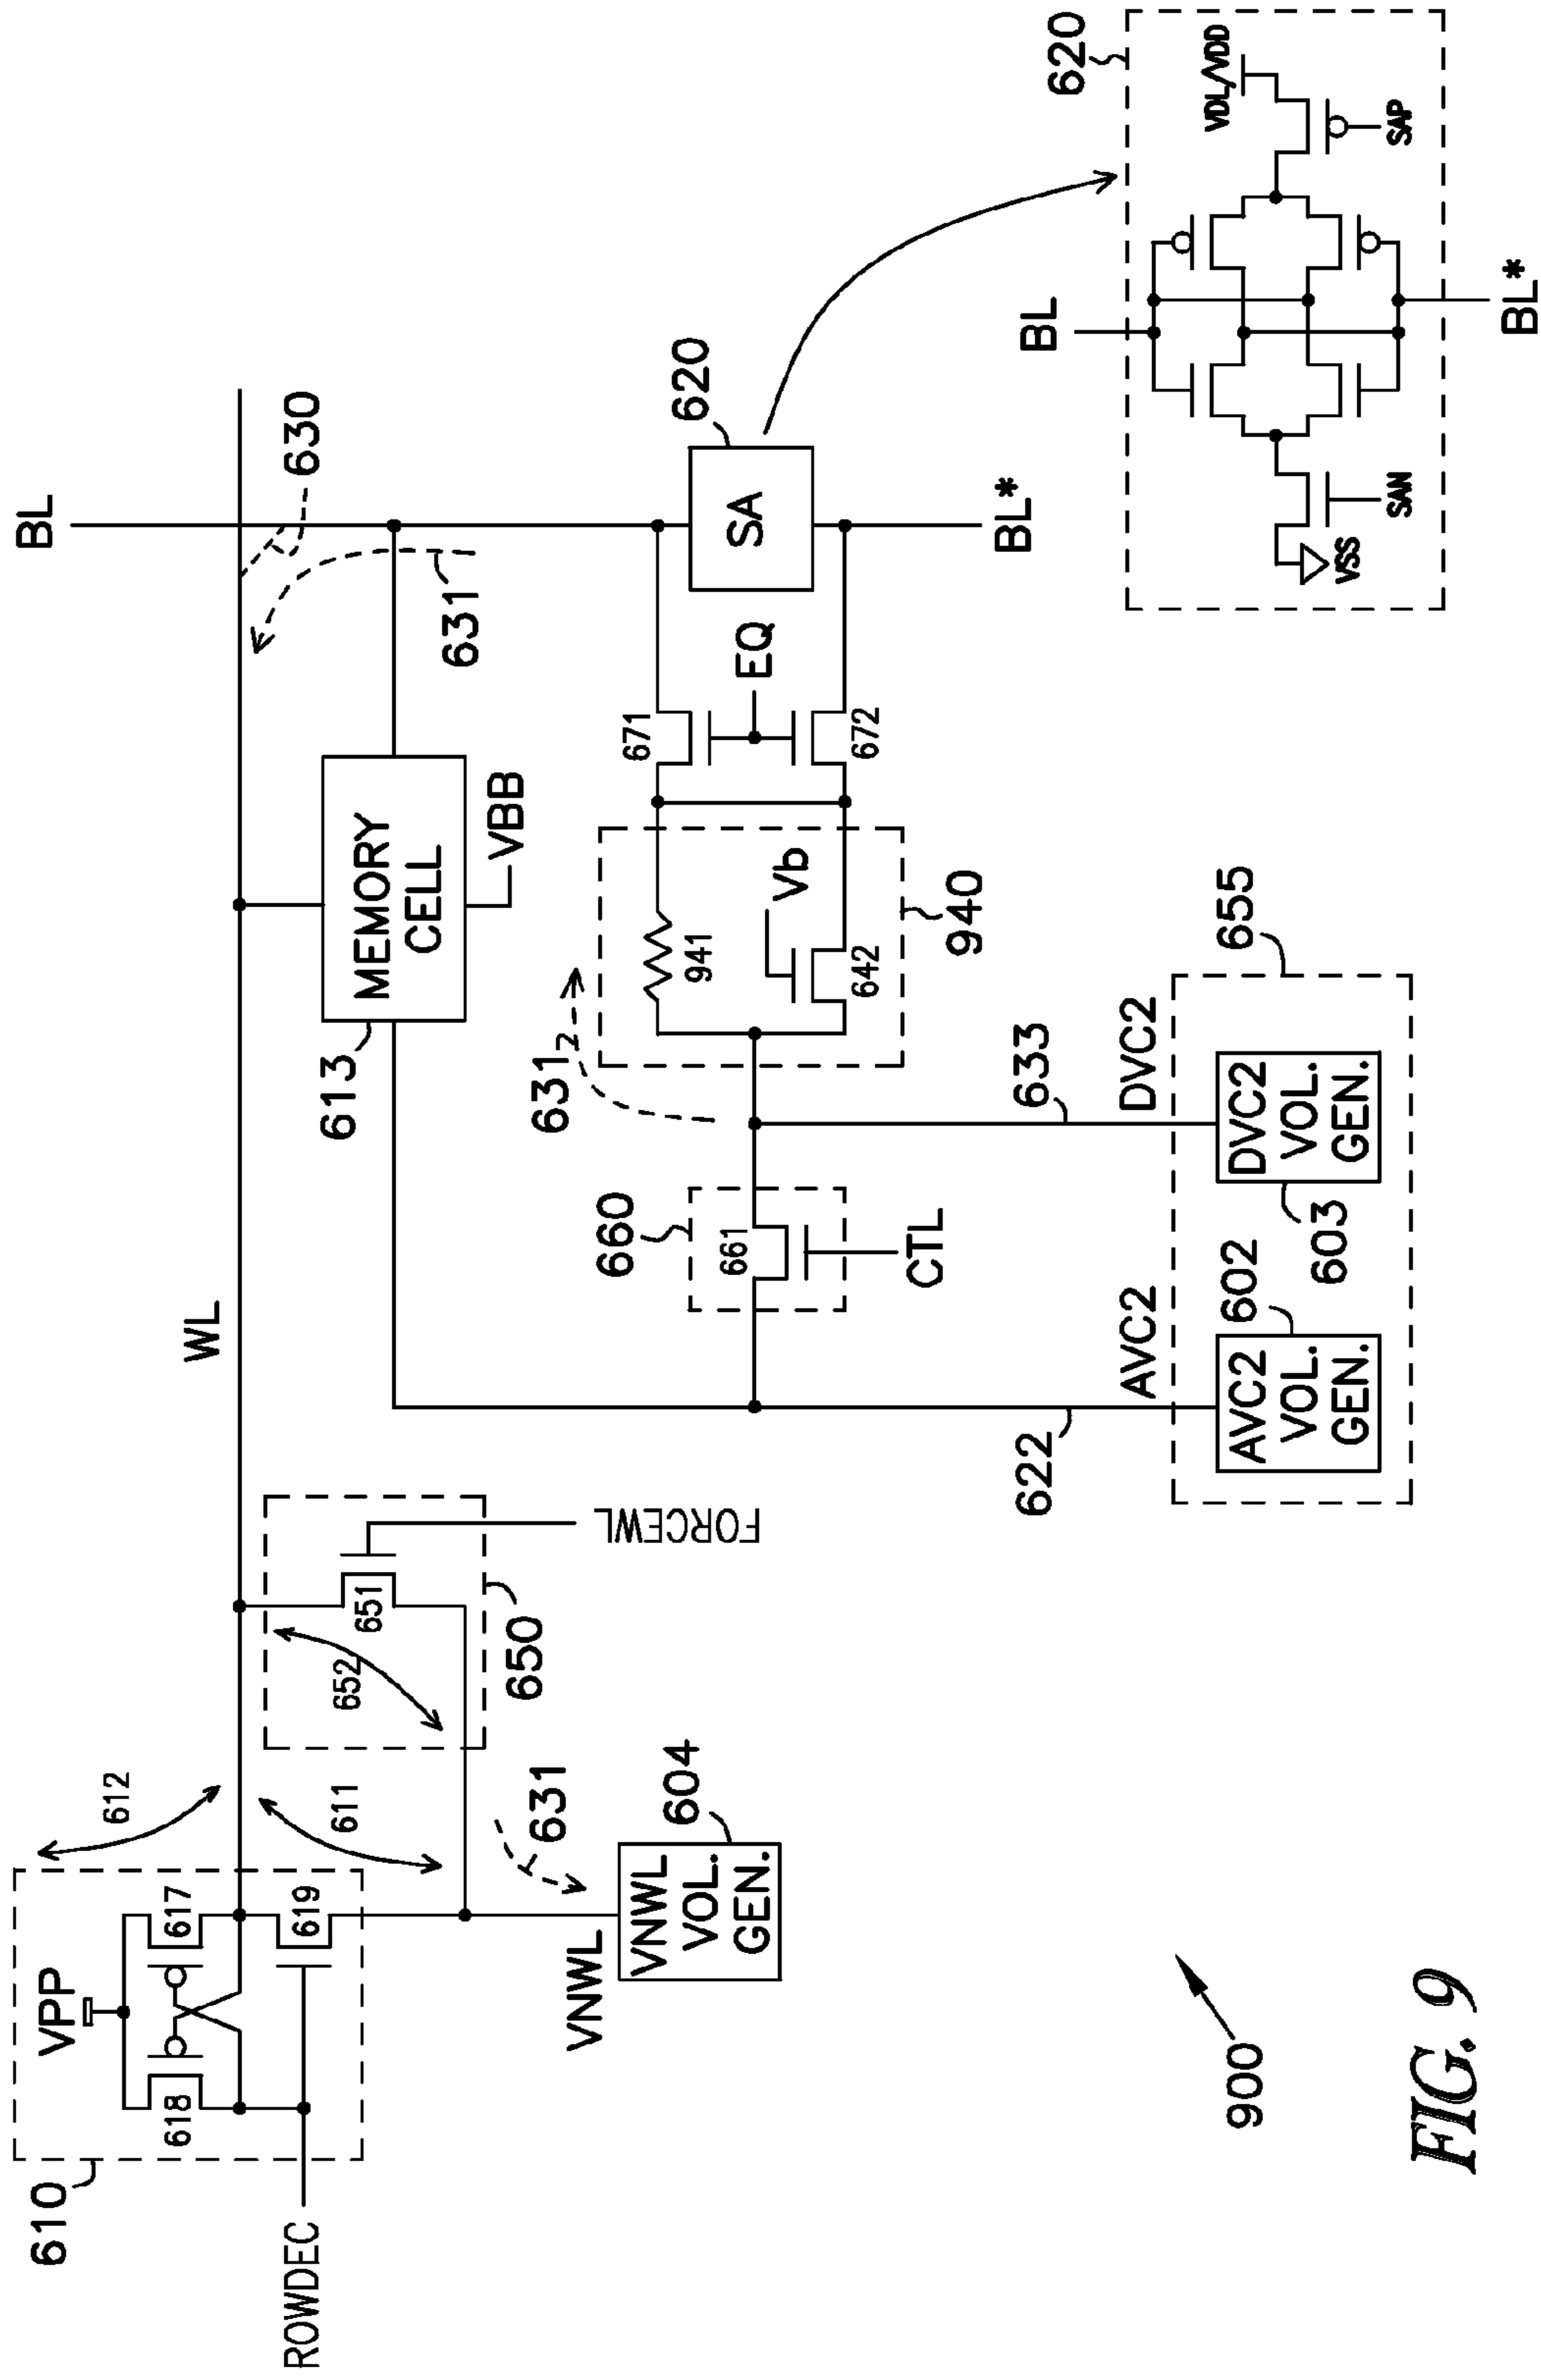 610
VPP
618
617
619
ROWDEC
612
611
652
651
650
FORCEWL
VNWL
631
604
VNWL
VOL.
GEN.
WL
613
MEMORY
CELL
VBB
BL
630
631
631
660
661
CTL
2
941
Vb
642
940
671
672
EQ
620
SA
BL*
622
AVC2
633
DVC2
655
602
AVC2
VOL.
GEN.
603
DVC2
VOL.
GEN.
620
BL
VDL/VDD
SAP
SAN
VSS
BL*
900
FIG. 9